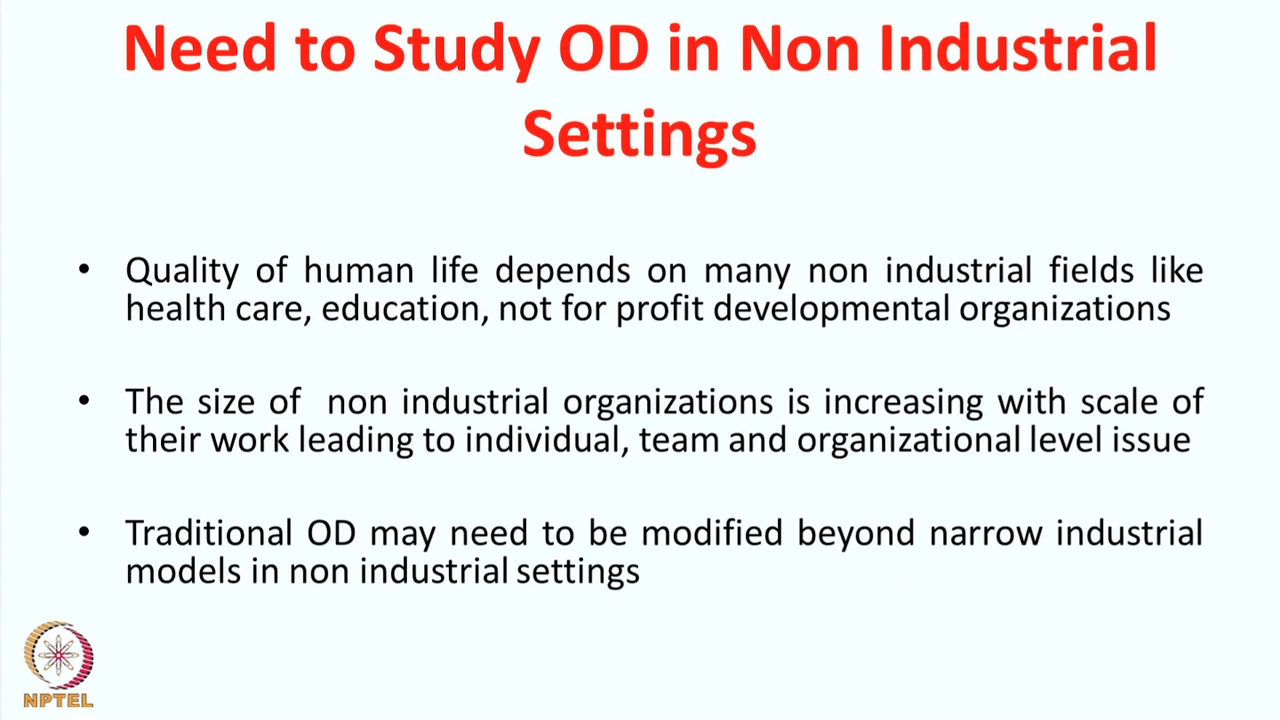 Need to Study OD in Non Industrial
Settings
• Quality of human life depends on many non industrial fields like
health care, education, not for profit developmental organizations
• The size of non industrial organizations is increasing with scale of
their work leading to individual, team and organizational level issue
• Traditional OD may need to be modified beyond narrow industrial
models in non industrial settings
NPTEL